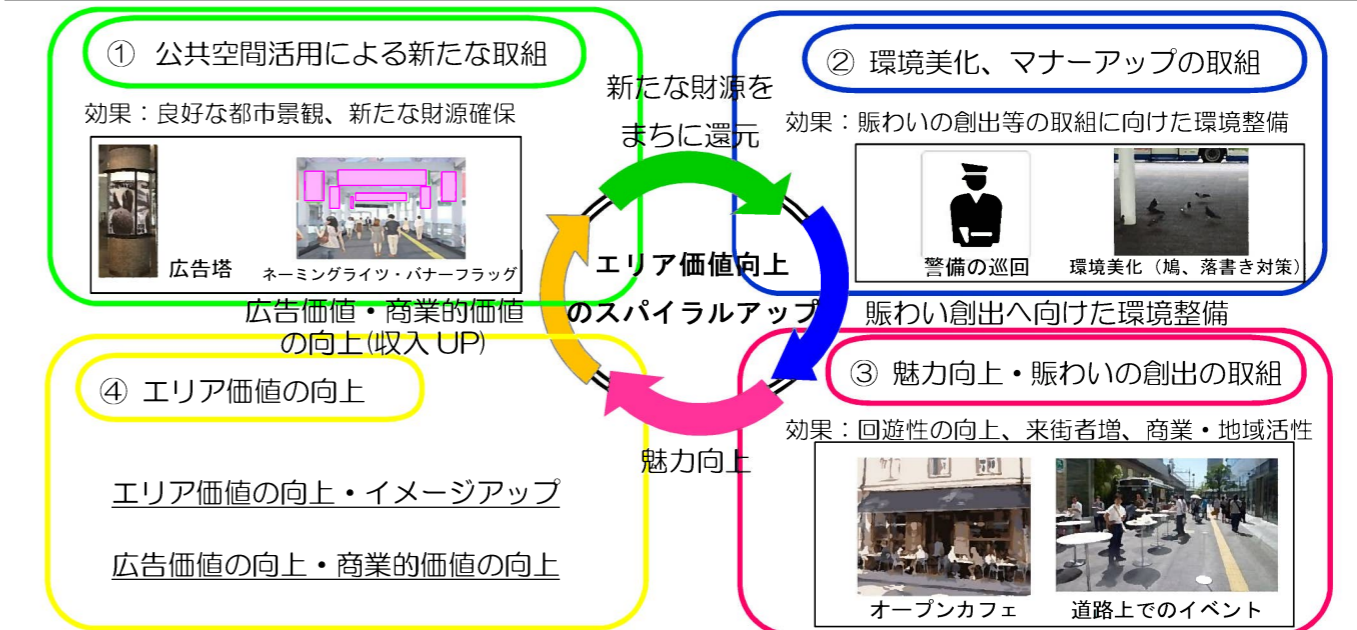 ① 公共空間活用による新たな取組
効果：良好な都市景観、新たな財源確保
広告塔
ネーミングライツ・バナーフラッグ
新たな財源を
まちに還元
② 環境美化、マナーアップの取組
効果：賑わいの創出等の取組に向けた環境整備
警備の巡回
環境美化（鳩、落書き対策）
エリア価値向上
のスパイラルアップ
賑わい創出へ向けた環境整備
③ 魅力向上・賑わいの創出の取組
効果：回遊性の向上、来街者増、商業・地域活性
オープンカフェ
道路上でのイベント
魅力向上
広告価値・商業的価値
の向上(収入 UP)
④ エリア価値の向上
エリア価値の向上・イメージアップ
広告価値の向上・商業的価値の向上